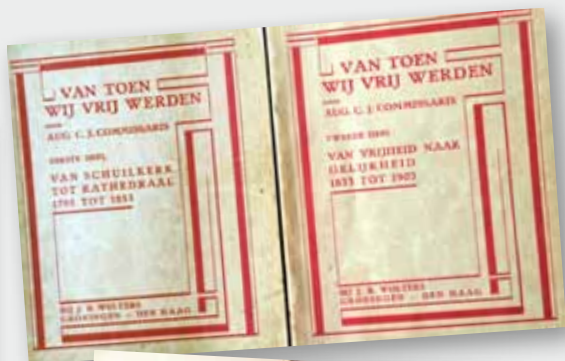 VAN TOEN
WIJ VRIJ WERDEN
DOOR
AUG. C. J. COMMISSARIS
EERSTE DEEL
VAN SCHUILKERK
TOT KATHEDRAAL
1795 TOT 1853
BIJ J. B. WOLTERS
GRONINGEN – DEN HAAG
VAN TOEN
WIJ VRIJ WERDEN
DOOR
AUG. C. J. COMMISSARIS
TWEEDE DEEL
VAN VRIJHEID NAAR
GELIJKHEID
1853 TOT 1903
BIJ J. B. WOLTERS
GRONINGEN – DEN HAAG